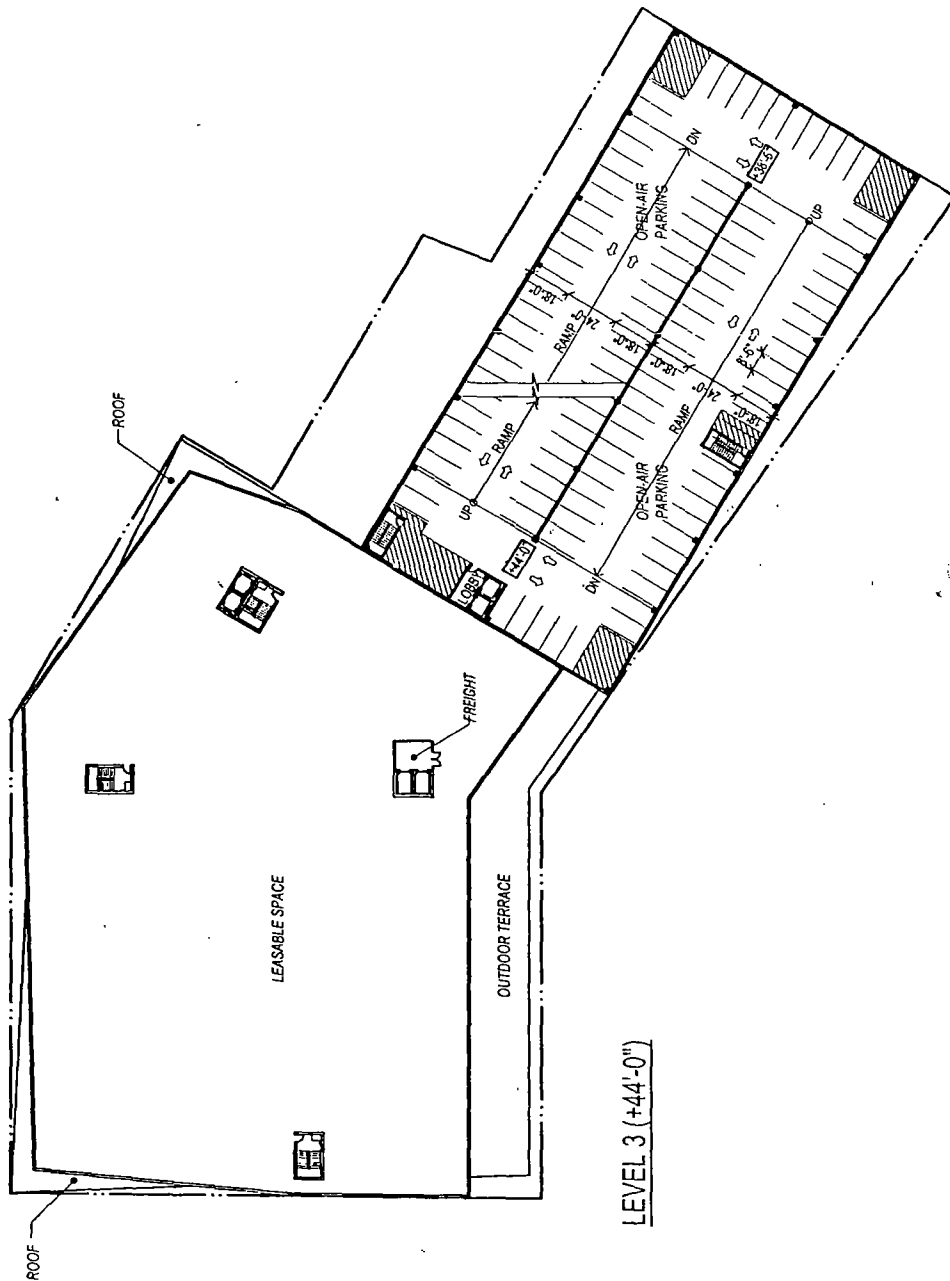 ROOF
ROOF
LEASABLE SPACE
OUTDOOR TERRACE
FREIGHT
LOBBY
UP
RAMP
RAMP
OPEN-AIR
PARKING
DN
+44'-0"
+38'-6"
18'-0"
24'-0"
18'-0"
18'-0"
24'-0"
18'-0"
8'-6"
DN
OPEN-AIR
PARKING
RAMP
UP
LEVEL 3 (+44'-0")